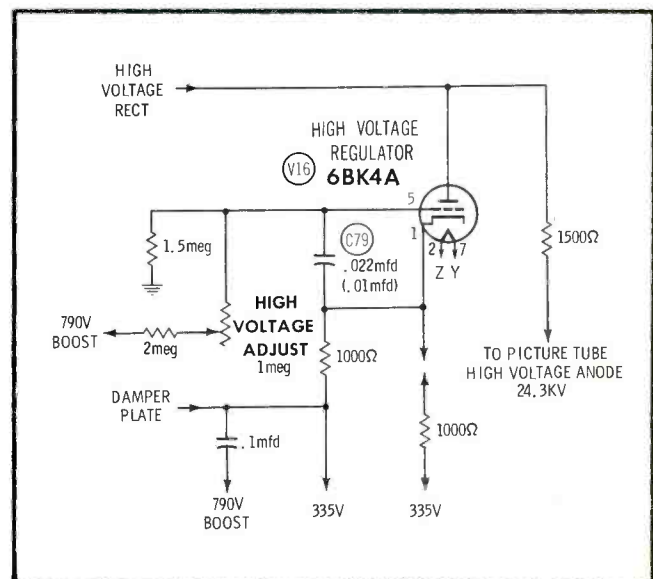 HIGH
VOLTAGE
RECT
HIGH VOLTAGE
REGULATOR
V16 6BK4A
5
1
2 7
Z Y
1.5meg
C79
.022mfd
(.01mfd)
1500Ω
790V
BOOST
2meg
HIGH
VOLTAGE
ADJUST
1meg
1000Ω
TO PICTURE TUBE
HIGH VOLTAGE ANODE
24.3KV
DAMPER
PLATE
1000Ω
.1mfd
790V
BOOST
335V
335V